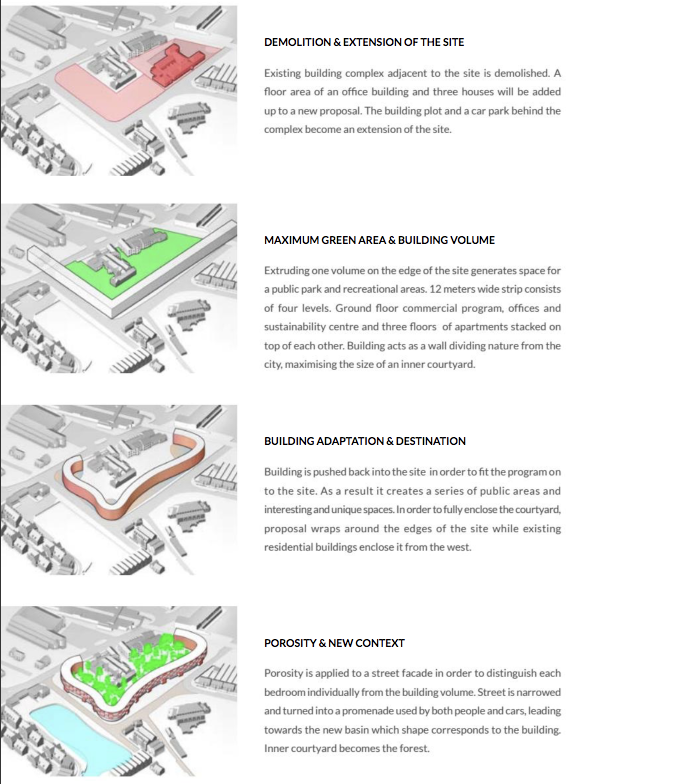 DEMOLITION & EXTENSION OF THE SITE
Existing building complex adjacent to the site is demolished. A
floor area of an office building and three houses will be added
up to a new proposal. The building plot and a car park behind the
complex become an extension of the site.
MAXIMUM GREEN AREA & BUILDING VOLUME
Extruding one volume on the edge of the site generates space for
a public park and recreational areas. 12 meters wide strip consists
of four levels. Ground floor commercial program, offices and
sustainability centre and three floors of apartments stacked on
top of each other. Building acts as a wall dividing nature from the
city, maximising the size of an inner courtyard.
BUILDING ADAPTATION & DESTINATION
Building is pushed back into the site in order to fit the program on
to the site. As a result it creates a series of public areas and
interesting and unique spaces. In order to fully enclose the courtyard,
proposal wraps around the edges of the site while existing
residential buildings enclose it from the west.
POROSITY & NEW CONTEXT
Porosity is applied to a street facade in order to distinguish each
bedroom individually from the building volume. Street is narrowed
and turned into a promenade used by both people and cars, leading
towards the new basin which shape corresponds to the building.
Inner courtyard becomes the forest.